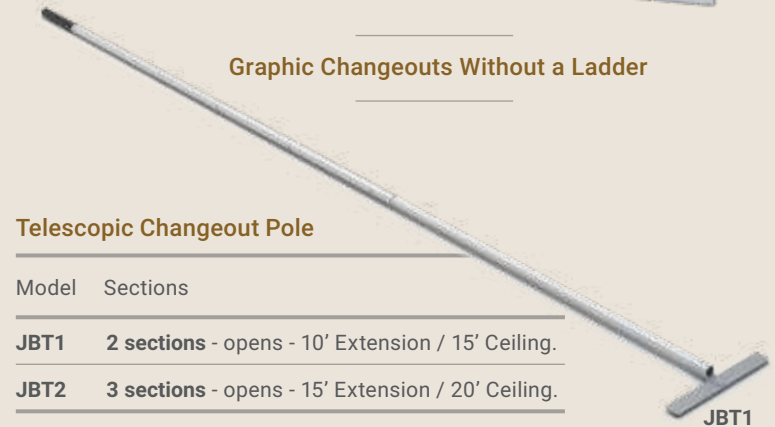 Graphic Changeouts Without a Ladder
Telescopic Changeout Pole
Model Sections
JBT1 2 sections - opens - 10’ Extension / 15’ Ceiling.
JBT2 3 sections - opens - 15’ Extension / 20’ Ceiling.
JBT1